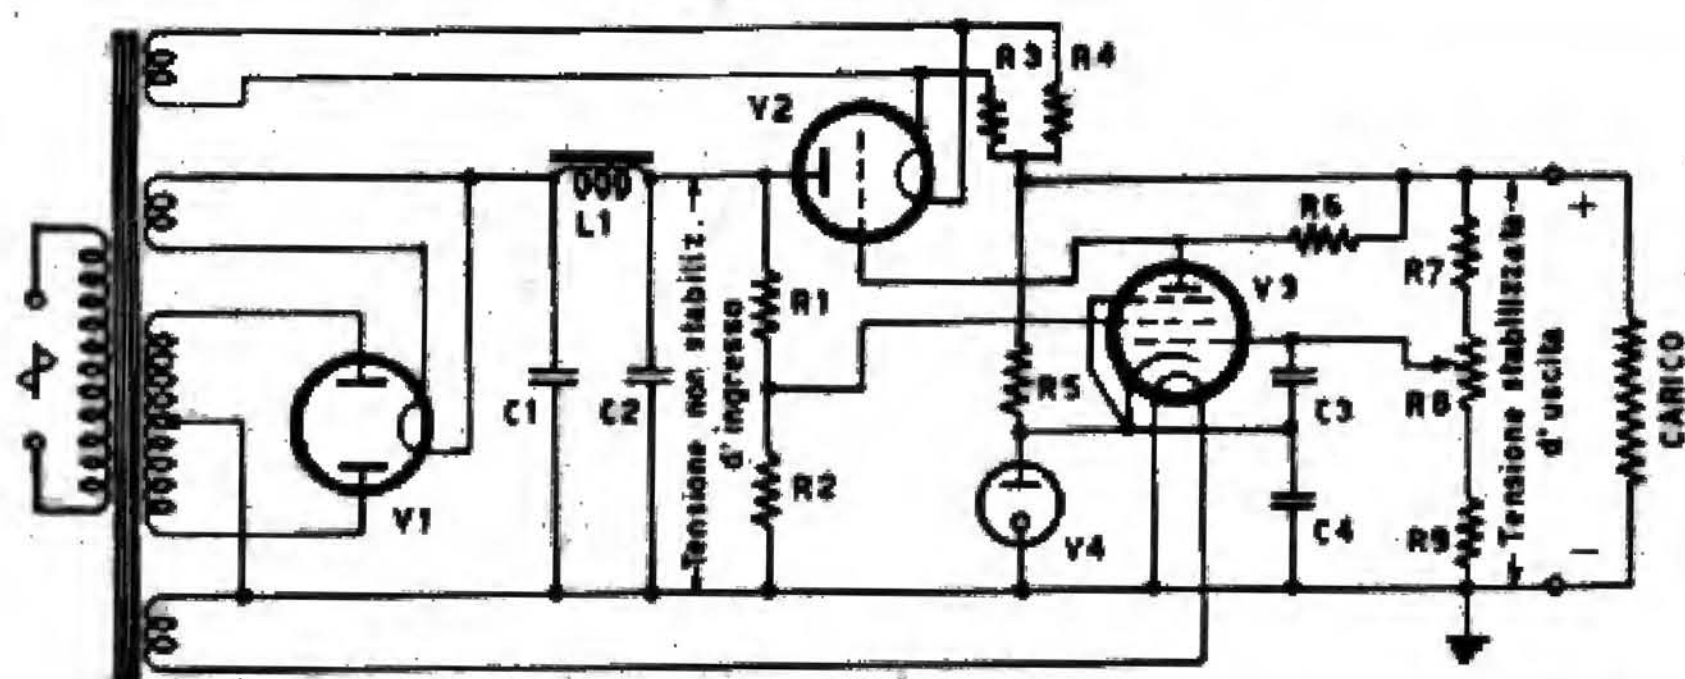 R3
R4
V2
L1
R6
+
R1
V3
R7
Tensione non stabiliz.
d'ingresso
Tensione stabilizzata
d'uscita
CARICO
C1
C2
R5
C3
R8
R2
V1
V4
C4
R9
−